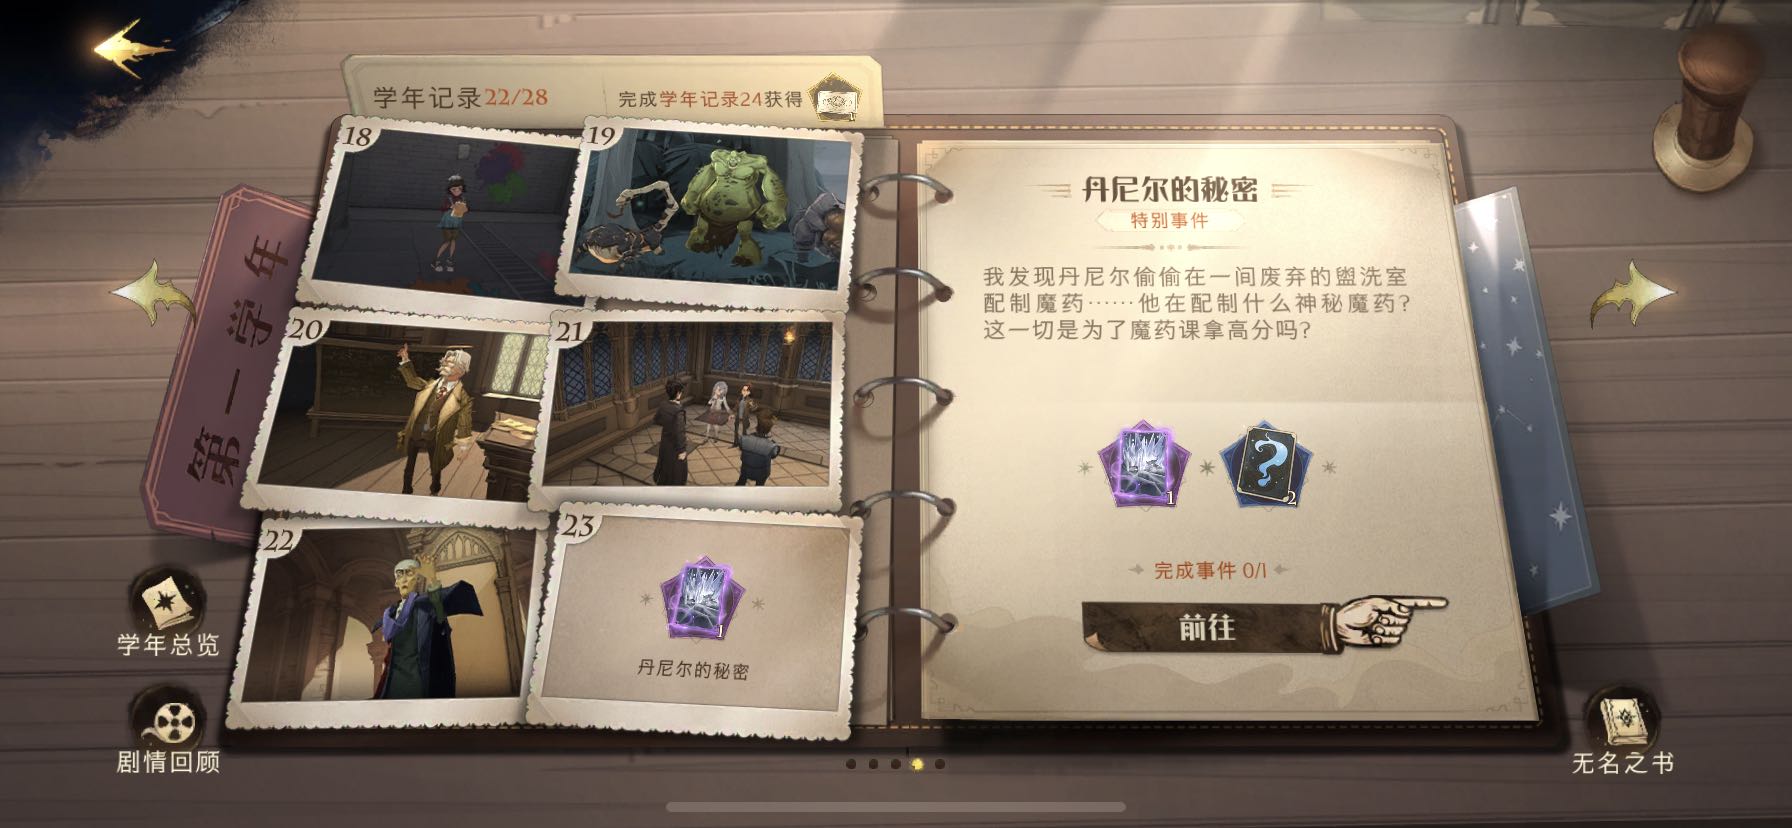 学年记录22/28
完成学年记录24获得
1
18
19
20
21
22
23
1
丹尼尔的秘密
第一学年
学年总览
剧情回顾
丹尼尔的秘密
特别事件
我发现丹尼尔偷偷在一间废弃的盥洗室
配制魔药……他在配制什么神秘魔药?
这一切是为了魔药课拿高分吗?
1
2
完成事件 0/1
前往
无名之书